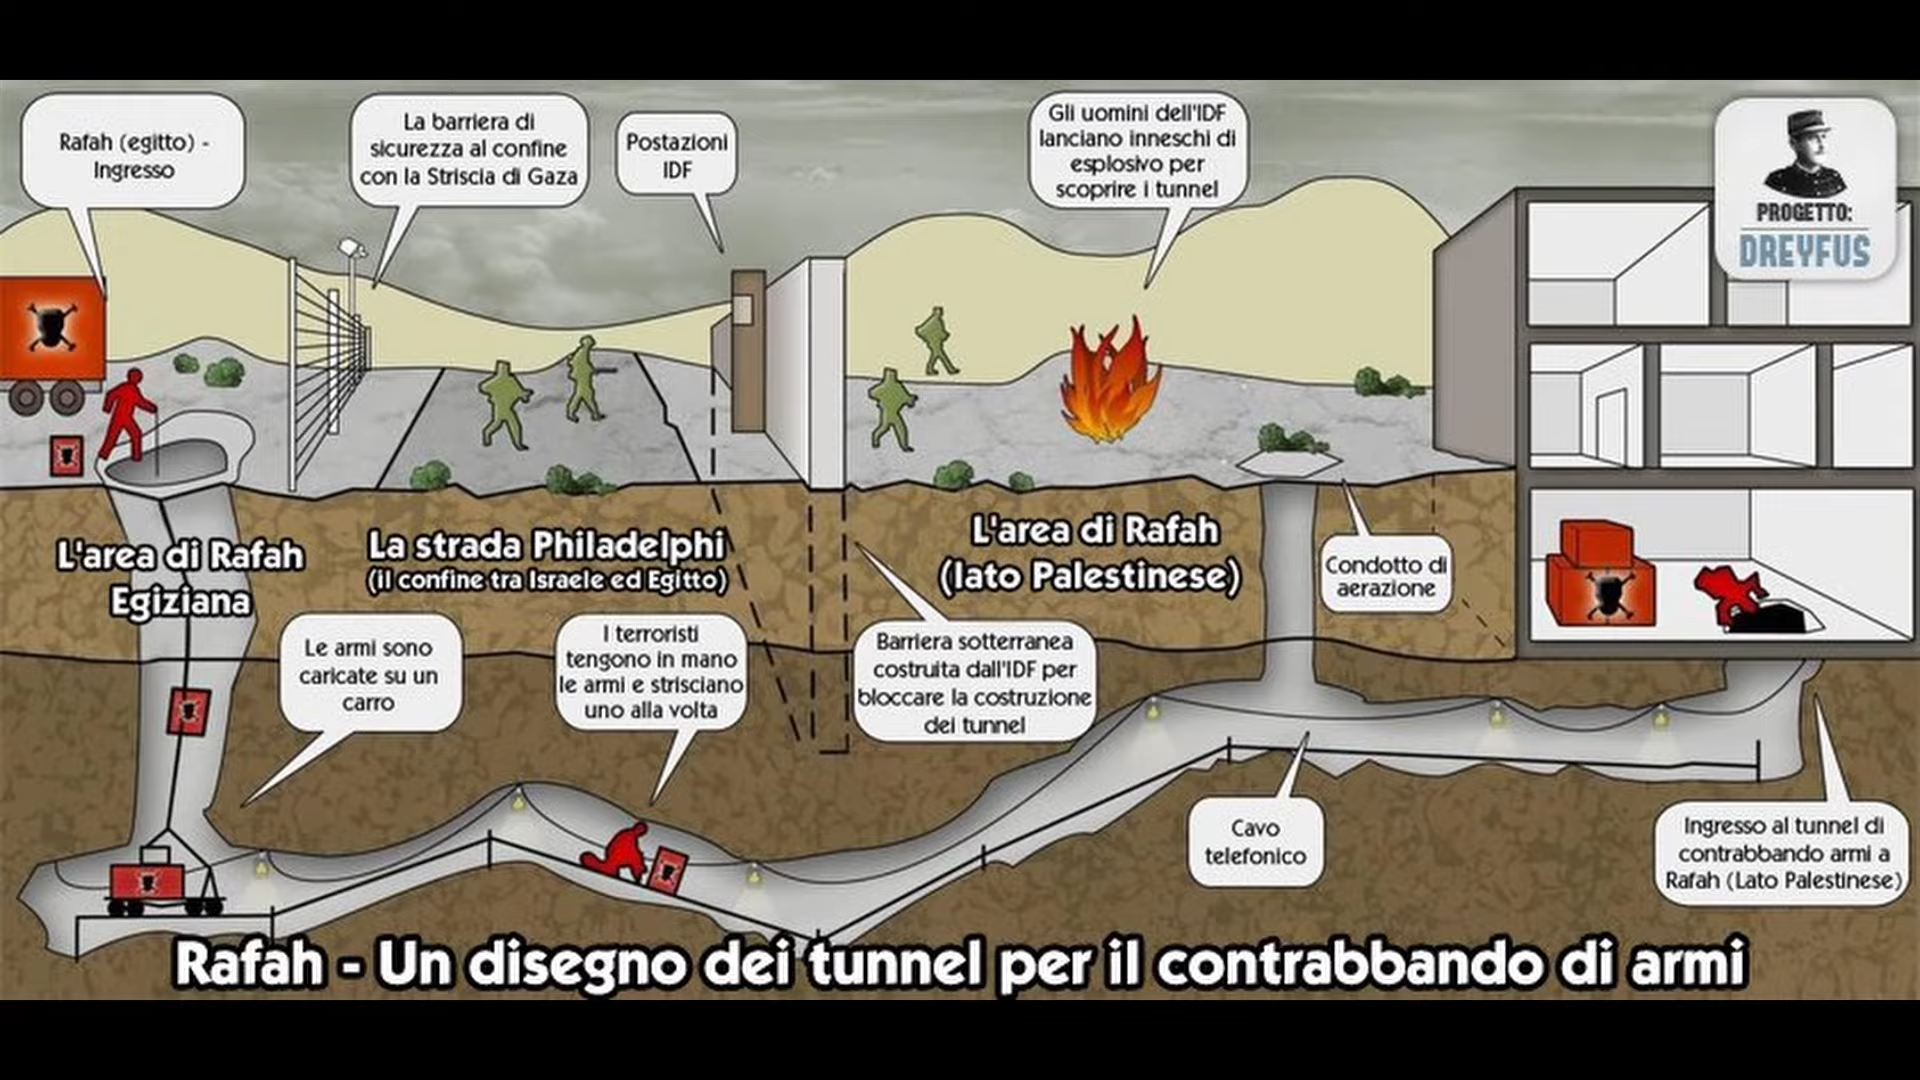 Rafah (egitto) -
Ingresso
La barriera di
sicurezza al confine
con la Striscia di Gaza
Postazioni
IDF
Gli uomini dell'IDF
lanciano inneschi di
esplosivo per
scoprire i tunnel
PROGETTO:
DREYFUS
L'area di Rafah
Egiziana
La strada Philadelphi
(il confine tra Israele ed Egitto)
L'area di Rafah
(lato Palestinese)
Condotto di
aerazione
Le armi sono
caricate su un
carro
I terroristi
tengono in mano
le armi e strisciano
uno alla volta
Barriera sotterranea
costruita dall'IDF per
bloccare la costruzione
dei tunnel
Cavo
telefonico
Ingresso al tunnel di
contrabbando armi a
Rafah (Lato Palestinese)
Rafah - Un disegno dei tunnel per il contrabbando di armi